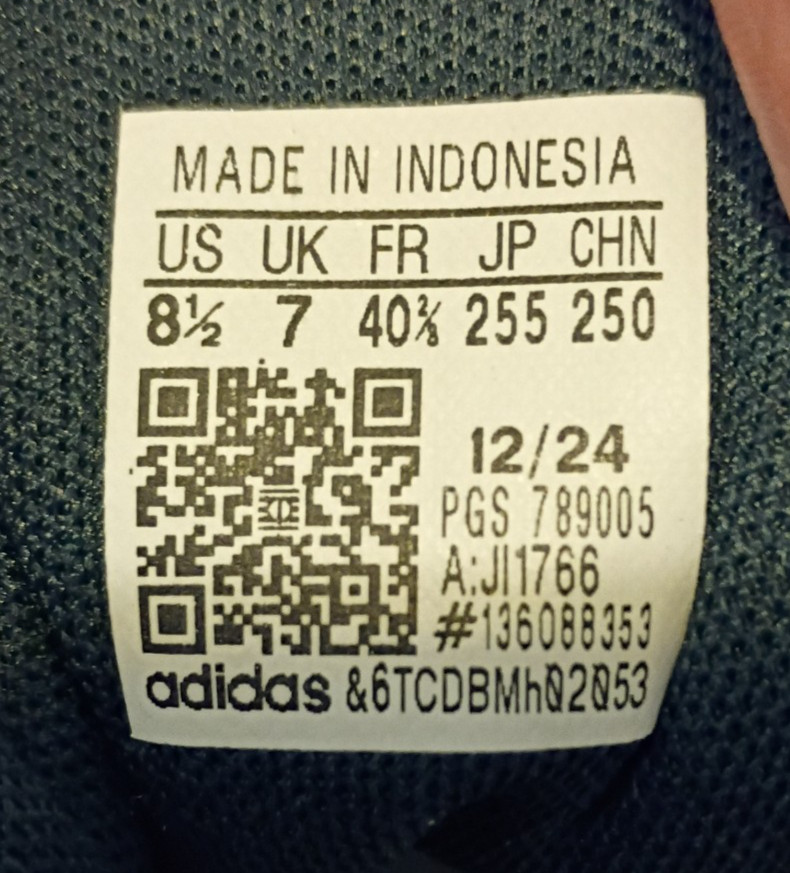 MADE IN INDONESIA
US UK FR JP CHN
8½ 7 40⅔ 255 250
12/24
PGS 789005
A:JI1766
#136088353
adidas &6TCDBMh02053